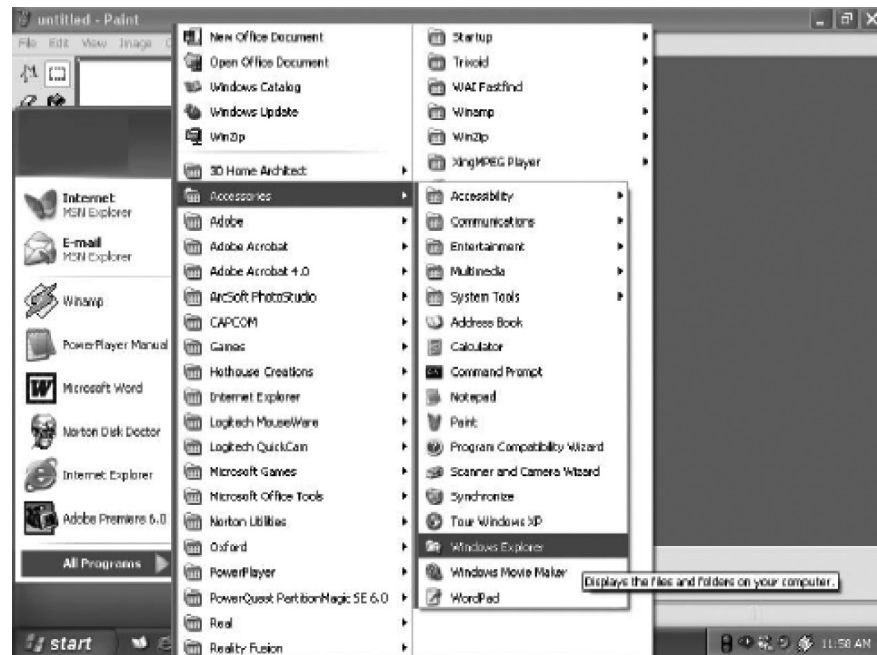 untitled - Paint
File Edit View Image
Internet
MSN Explorer
E-mail
MSN Explorer
Winamp
PowerPlayer Manual
Microsoft Word
Norton Disk Doctor
Internet Explorer
Adobe Premiere 6.0
All Programs
start
New Office Document
Open Office Document
Windows Catalog
Windows Update
WinZip
3D Home Architect
Accessories
Adobe
Adobe Acrobat
Adobe Acrobat 4.0
ArcSoft PhotoStudio
CAPCOM
Games
Hothouse Creations
Internet Explorer
Logitech MouseWare
Logitech QuickCam
Microsoft Games
Microsoft Office Tools
Norton Utilities
Oxford
PowerPlayer
PowerQuest PartitionMagic SE 6.0
Real
Reality Fusion
Startup
Trixoid
WAI Fastfind
Winamp
WinZip
XingMPEG Player
Accessibility
Communications
Entertainment
Multimedia
System Tools
Address Book
Calculator
Command Prompt
Notepad
Paint
Program Compatibility Wizard
Scanner and Camera Wizard
Synchronize
Tour Windows XP
Windows Explorer
Windows Movie Maker
WordPad
Displays the files and folders on your computer.
11:58 AM